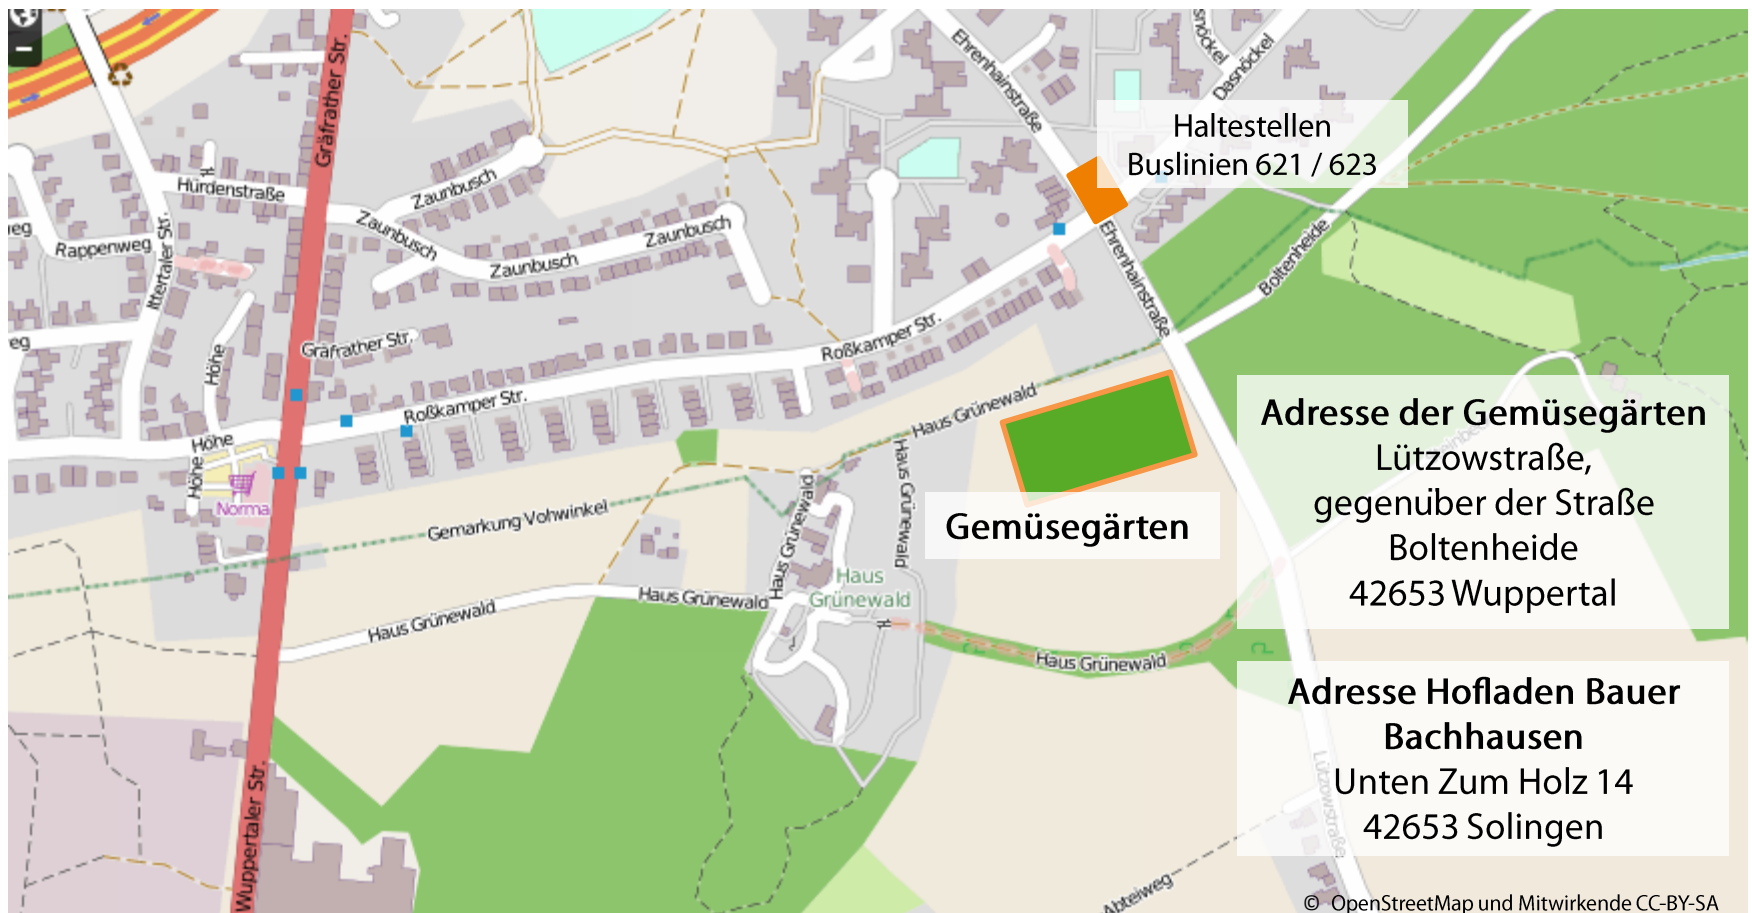 Ehrenhainstraße
Dasnöckel
Gräfrather Str.
Haltestellen
Buslinien 621 / 623
Zaunbusch
Hürdenstraße
Zaunbusch
Zaunbusch
Zaunbusch
Rappenweg
Ittertaler Str.
Ehrenhainstraße
Boltenheide
Gräfrather Str.
Höhe
Roßkamper Str.
Roßkamper Str.
Haus Grünewald
Adresse der Gemüsegärten
Lützowstraße,
gegenüber der Straße
Boltenheide
42653 Wuppertal
Höhe
Höhe
Norma
Haus Grünewald
Haus Grünewald
Gemarkung Vohwinkel
Gemüsegärten
Haus
Grünewald
Haus Grünewald
Haus Grünewald
Haus Grünewald
Adresse Hofladen Bauer
Bachhausen
Unten Zum Holz 14
42653 Solingen
Wuppertaler Str.
Lützowstraße
Abteiweg
© OpenStreetMap und Mitwirkende CC-BY-SA